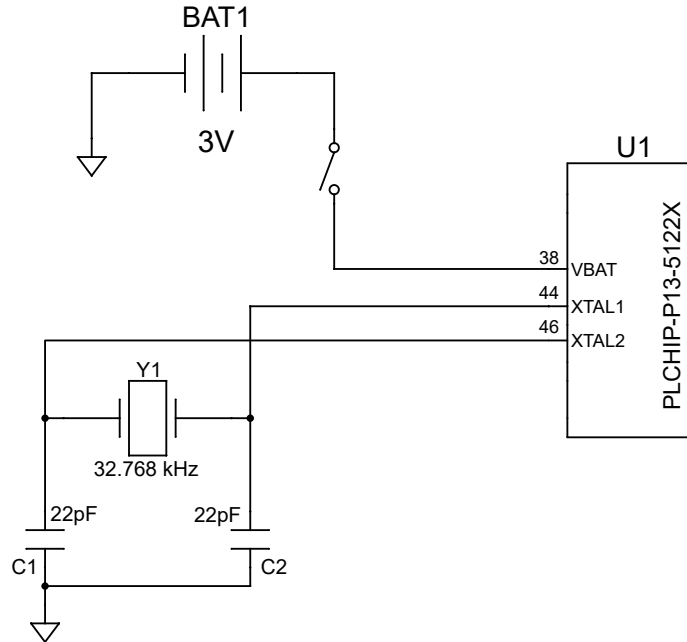 BAT1
3V
U1
38
VBAT
44
XTAL1
46
XTAL2
PLCHIP-P13-5122X
Y1
32.768 kHz
22pF
C1
22pF
C2